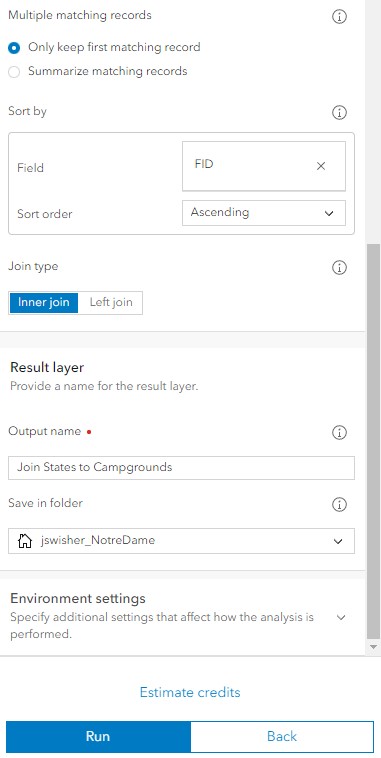 Multiple matching records
Only keep first matching record
Summarize matching records
Sort by
Field
FID
Sort order
Ascending
Join type
Inner join
Left join
Result layer
Provide a name for the result layer.
Output name
Join States to Campgrounds
Save in folder
jswisher_NotreDame
Environment settings
Specify additional settings that affect how the analysis is
performed.
Estimate credits
Run
Back